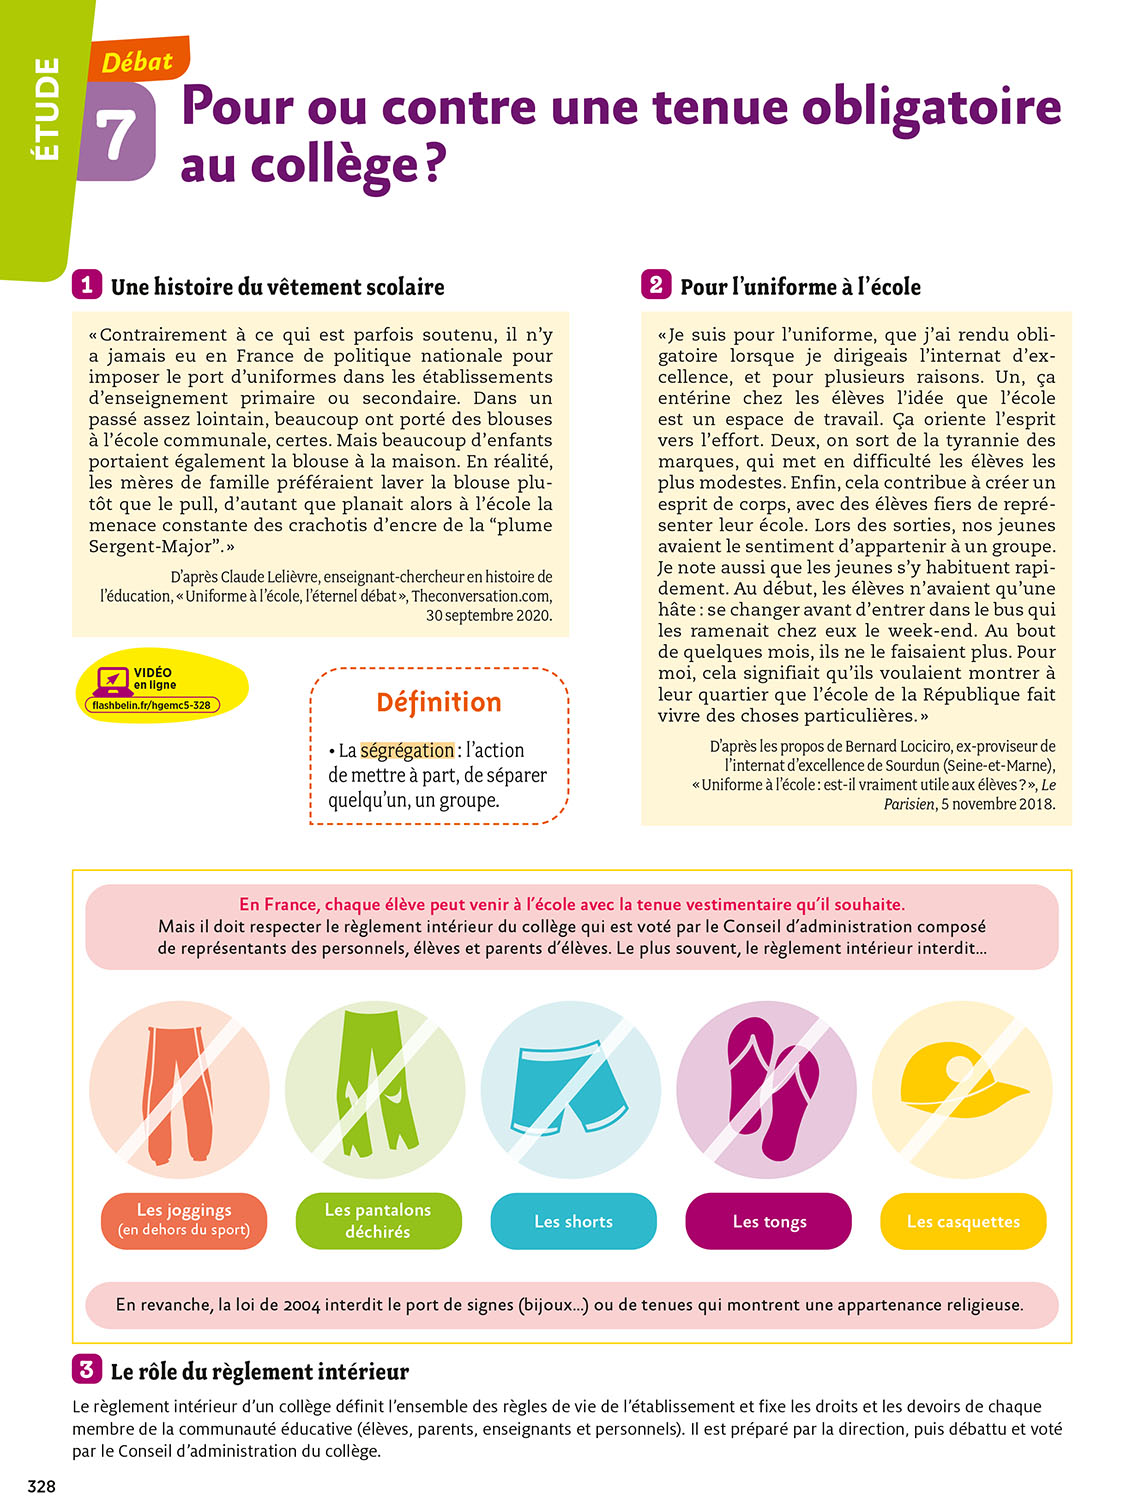 ÉTUDE
Débat
7
Pour ou contre une tenue obligatoire
au collège ?
1 Une histoire du vêtement scolaire
« Contrairement à ce qui est parfois soutenu, il n’y
a jamais eu en France de politique nationale pour
imposer le port d’uniformes dans les établissements
d’enseignement primaire ou secondaire. Dans un
passé assez lointain, beaucoup ont porté des blouses
à l’école communale, certes. Mais beaucoup d’enfants
portaient également la blouse à la maison. En réalité,
les mères de famille préféraient laver la blouse plu-
tôt que le pull, d’autant que planait alors à l’école la
menace constante des crachotis d’encre de la “plume
Sergent-Major”. »
D’après Claude Lelièvre, enseignant-chercheur en histoire de
l’éducation, « Uniforme à l’école, l’éternel débat », Theconversation.com,
30 septembre 2020.
VIDÉO
en ligne
flashbelin.fr/hgemc5-328
Définition
• La ségrégation : l’action
de mettre à part, de séparer
quelqu’un, un groupe.
2 Pour l’uniforme à l’école
« Je suis pour l’uniforme, que j’ai rendu obli-
gatoire lorsque je dirigeais l’internat d’ex-
cellence, et pour plusieurs raisons. Un, ça
entérine chez les élèves l’idée que l’école
est un espace de travail. Ça oriente l’esprit
vers l’effort. Deux, on sort de la tyrannie des
marques, qui met en difficulté les élèves les
plus modestes. Enfin, cela contribue à créer un
esprit de corps, avec des élèves fiers de repré-
senter leur école. Lors des sorties, nos jeunes
avaient le sentiment d’appartenir à un groupe.
Je note aussi que les jeunes s’y habituent rapi-
dement. Au début, les élèves n’avaient qu’une
hâte : se changer avant d’entrer dans le bus qui
les ramenait chez eux le week-end. Au bout
de quelques mois, ils ne le faisaient plus. Pour
moi, cela signifiait qu’ils voulaient montrer à
leur quartier que l’école de la République fait
vivre des choses particulières. »
D’après les propos de Bernard Lociciro, ex-proviseur de
l’internat d’excellence de Sourdun (Seine-et-Marne),
« Uniforme à l’école : est-il vraiment utile aux élèves ? », Le
Parisien, 5 novembre 2018.
En France, chaque élève peut venir à l’école avec la tenue vestimentaire qu’il souhaite.
Mais il doit respecter le règlement intérieur du collège qui est voté par le Conseil d’administration composé
de représentants des personnels, élèves et parents d’élèves. Le plus souvent, le règlement intérieur interdit...
Les joggings
(en dehors du sport)
Les pantalons
déchirés
Les shorts
Les tongs
Les casquettes
En revanche, la loi de 2004 interdit le port de signes (bijoux...) ou de tenues qui montrent une appartenance religieuse.
3 Le rôle du règlement intérieur
Le règlement intérieur d’un collège définit l’ensemble des règles de vie de l’établissement et fixe les droits et les devoirs de chaque
membre de la communauté éducative (élèves, parents, enseignants et personnels). Il est préparé par la direction, puis débattu et voté
par le Conseil d’administration du collège.
328